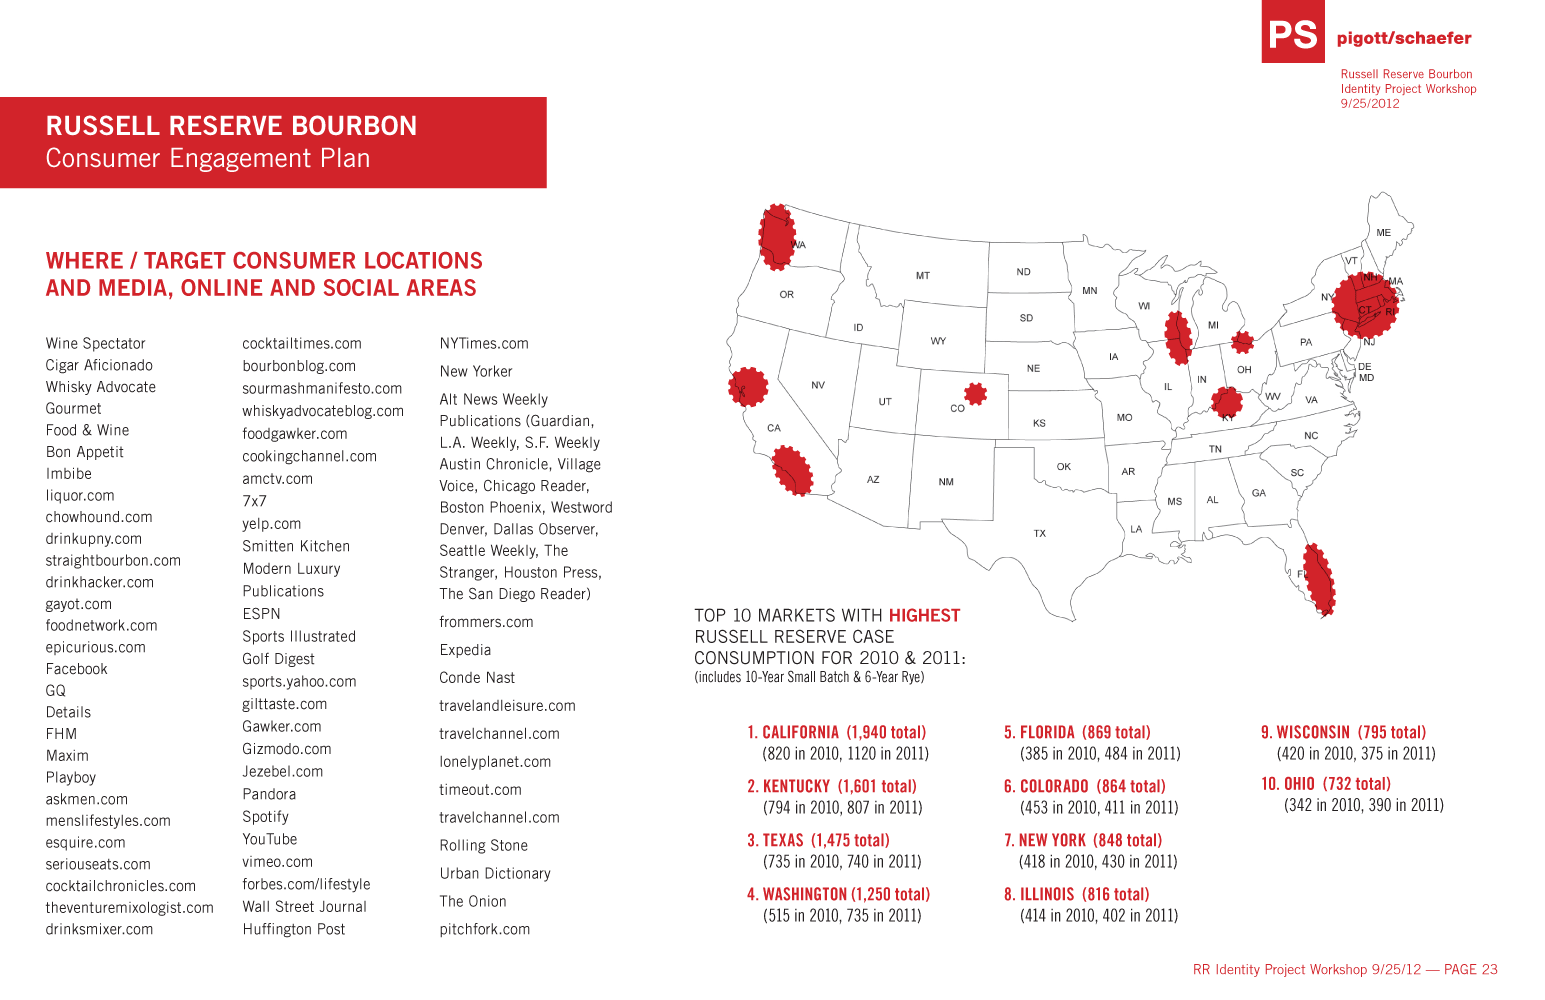 PS pigott/schaefer
Russell Reserve Bourbon
Identity Project Workshop
9/25/2012
RUSSELL RESERVE BOURBON
Consumer Engagement Plan
WHERE / TARGET CONSUMER LOCATIONS
AND MEDIA, ONLINE AND SOCIAL AREAS
Wine Spectator
Cigar Aficionado
Whisky Advocate
Gourmet
Food & Wine
Bon Appetit
Imbibe
liquor.com
chowhound.com
drinkupny.com
straightbourbon.com
drinkhacker.com
gayot.com
foodnetwork.com
epicurious.com
Facebook
GQ
Details
FHM
Maxim
Playboy
askmen.com
menslifestyles.com
esquire.com
seriouseats.com
cocktailchronicles.com
theventuremixologist.com
drinksmixer.com
cocktailtimes.com
bourbonblog.com
sourmashmanifesto.com
whiskyadvocateblog.com
foodgawker.com
cookingchannel.com
amctv.com
7x7
yelp.com
Smitten Kitchen
Modern Luxury
Publications
ESPN
Sports Illustrated
Golf Digest
sports.yahoo.com
gilttaste.com
Gawker.com
Gizmodo.com
Jezebel.com
Pandora
Spotify
YouTube
vimeo.com
forbes.com/lifestyle
Wall Street Journal
Huffington Post
NYTimes.com
New Yorker
Alt News Weekly
Publications (Guardian,
L.A. Weekly, S.F. Weekly
Austin Chronicle, Village
Voice, Chicago Reader,
Boston Phoenix, Westword
Denver, Dallas Observer,
Seattle Weekly, The
Stranger, Houston Press,
The San Diego Reader)
frommers.com
Expedia
Conde Nast
travelandleisure.com
travelchannel.com
lonelyplanet.com
timeout.com
travelchannel.com
Rolling Stone
Urban Dictionary
The Onion
pitchfork.com
WA
OR
ID
MT
WY
ND
SD
NE
MN
IA
WI
MI
IL
IN
OH
KY
NV
UT
CO
CA
AZ
NM
KS
OK
TX
MO
AR
LA
MS
AL
GA
TN
NC
SC
FL
WV
VA
PA
NY
VT
NH
ME
MA
CT
RI
NJ
DE
MD
TOP 10 MARKETS WITH HIGHEST
RUSSELL RESERVE CASE
CONSUMPTION FOR 2010 & 2011:
(includes 10-Year Small Batch & 6-Year Rye)
1. CALIFORNIA (1,940 total)
(820 in 2010, 1120 in 2011)
2. KENTUCKY (1,601 total)
(794 in 2010, 807 in 2011)
3. TEXAS (1,475 total)
(735 in 2010, 740 in 2011)
4. WASHINGTON (1,250 total)
(515 in 2010, 735 in 2011)
5. FLORIDA (869 total)
(385 in 2010, 484 in 2011)
6. COLORADO (864 total)
(453 in 2010, 411 in 2011)
7. NEW YORK (848 total)
(418 in 2010, 430 in 2011)
8. ILLINOIS (816 total)
(414 in 2010, 402 in 2011)
9. WISCONSIN (795 total)
(420 in 2010, 375 in 2011)
10. OHIO (732 total)
(342 in 2010, 390 in 2011)
RR Identity Project Workshop 9/25/12 — PAGE 23